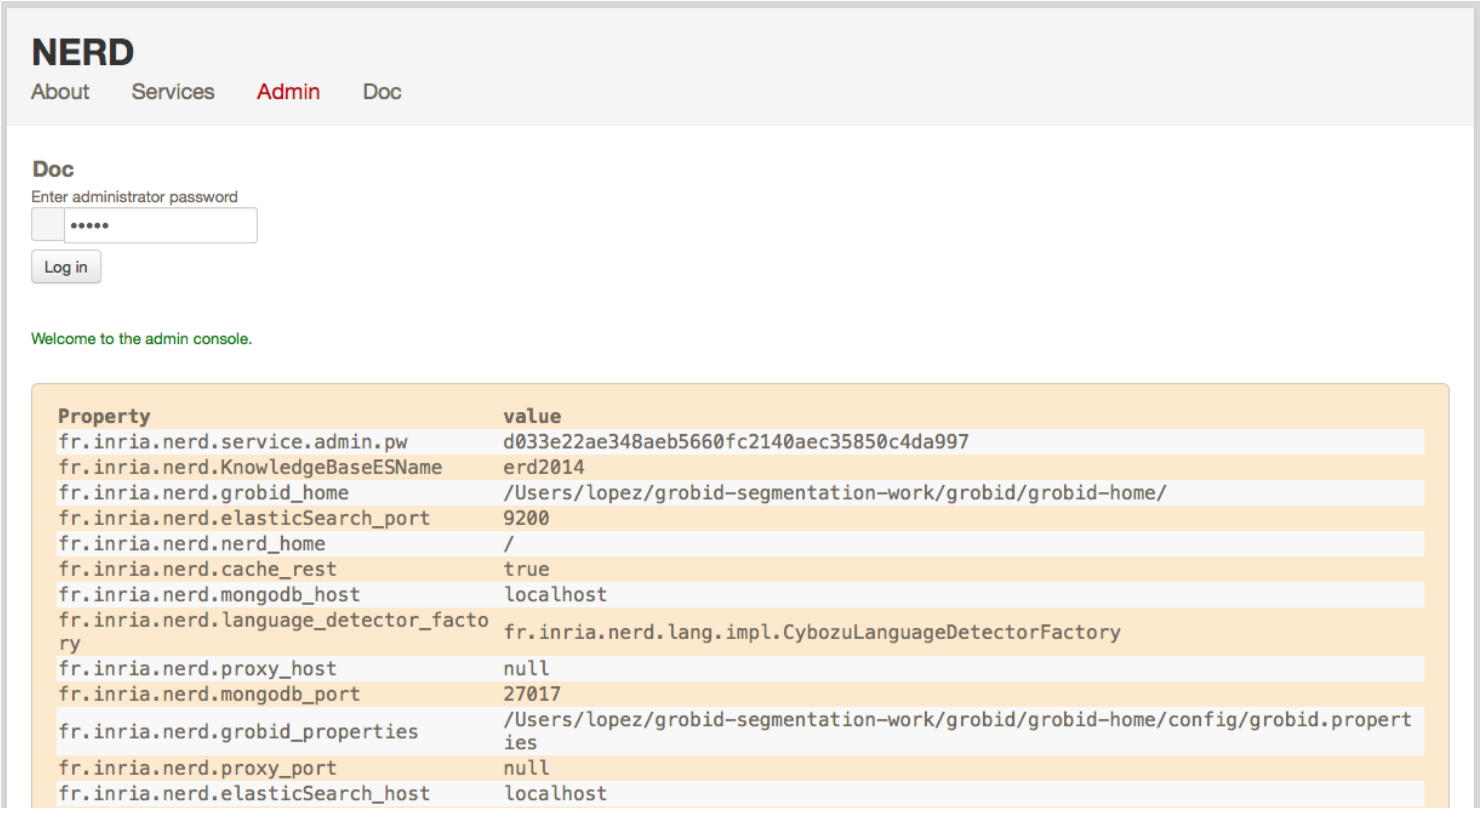 NERD
About Services Admin Doc
Doc
Enter administrator password
•••••
Log in
Welcome to the admin console.
Property value
fr.inria.nerd.service.admin.pw d033e22ae348aeb5660fc2140aec35850c4da997
fr.inria.nerd.KnowledgeBaseESName erd2014
fr.inria.nerd.grobid_home /Users/lopez/grobid-segmentation-work/grobid/grobid-home/
fr.inria.nerd.elasticSearch_port 9200
fr.inria.nerd.nerd_home /
fr.inria.nerd.cache_rest true
fr.inria.nerd.mongodb_host localhost
fr.inria.nerd.language_detector_facto
ry fr.inria.nerd.lang.impl.CybozuLanguageDetectorFactory
fr.inria.nerd.proxy_host null
fr.inria.nerd.mongodb_port 27017
fr.inria.nerd.grobid_properties /Users/lopez/grobid-segmentation-work/grobid/grobid-home/config/grobid.propert
ies
fr.inria.nerd.proxy_port null
fr.inria.nerd.elasticSearch_host localhost